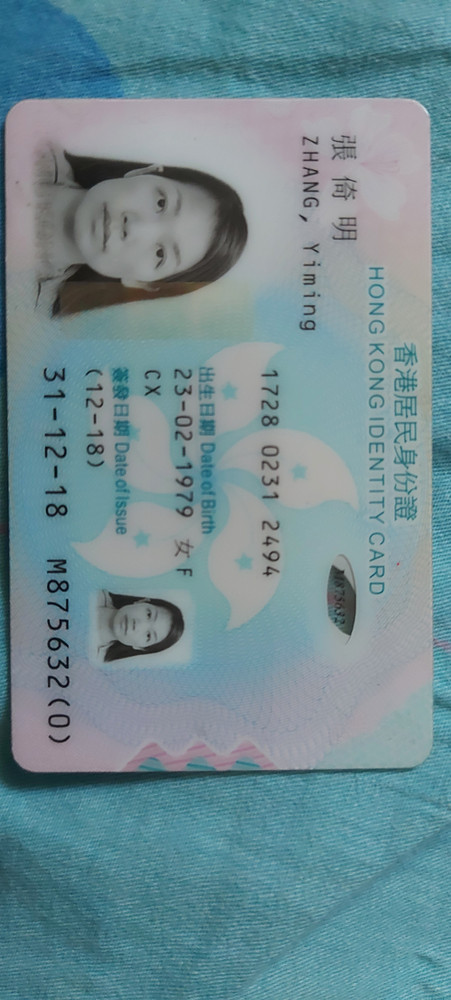 香港居民身份證
HONG KONG IDENTITY CARD
張倚明
ZHANG, Yiming
1728 0231 2494
出生日期 Date of Birth
23-02-1979 女 F
CX
簽發日期 Date of Issue
(12-18)
31-12-18
M875632(0)
M875632